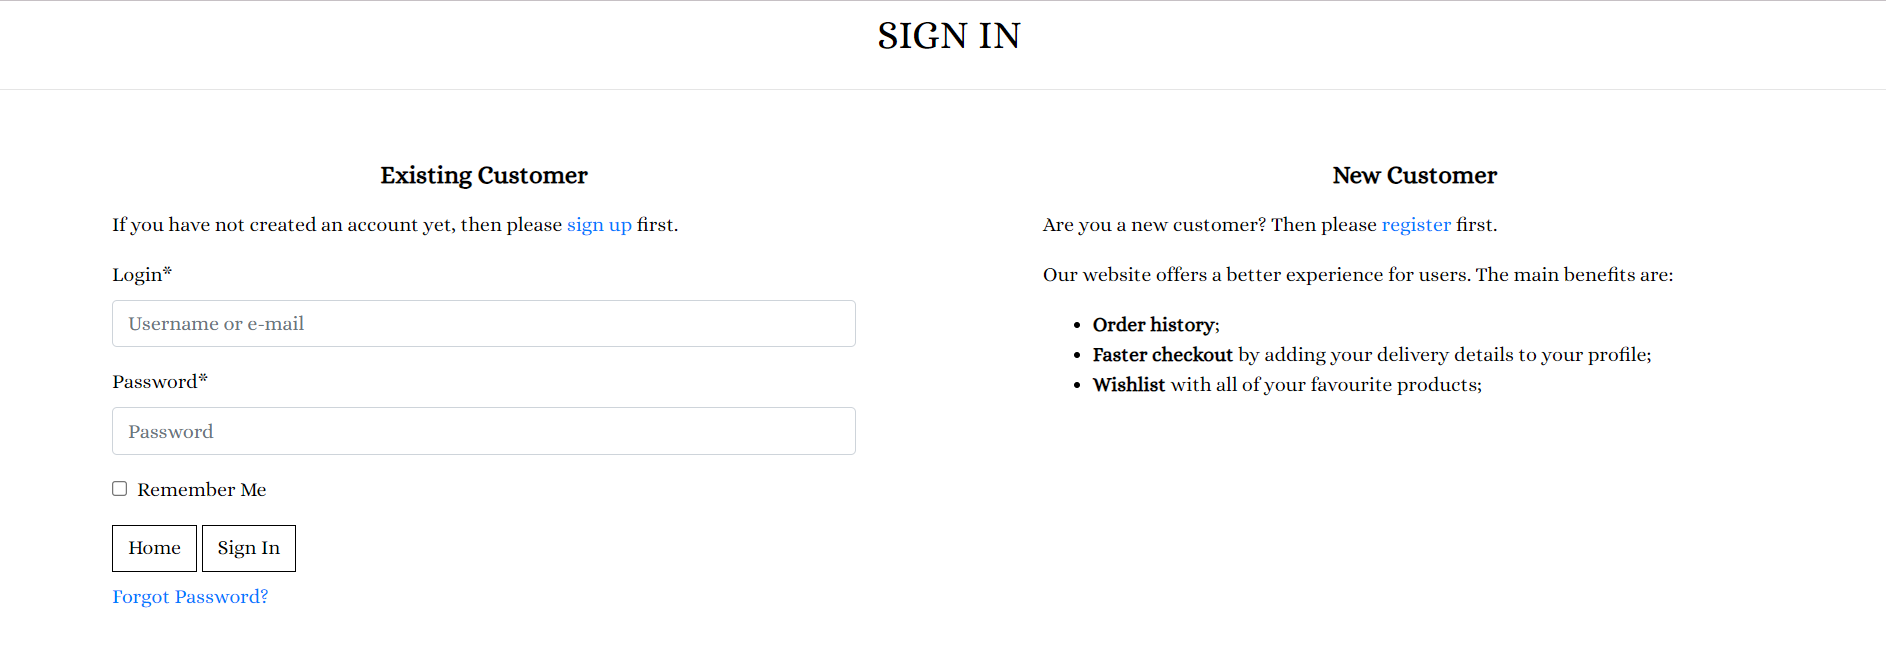 SIGN IN
Existing Customer
If you have not created an account yet, then please sign up first.
Login*
Username or e-mail
Password*
Password
Remember Me
Home
Sign In
Forgot Password?
New Customer
Are you a new customer? Then please register first.
Our website offers a better experience for users. The main benefits are:
• Order history;
• Faster checkout by adding your delivery details to your profile;
• Wishlist with all of your favourite products;